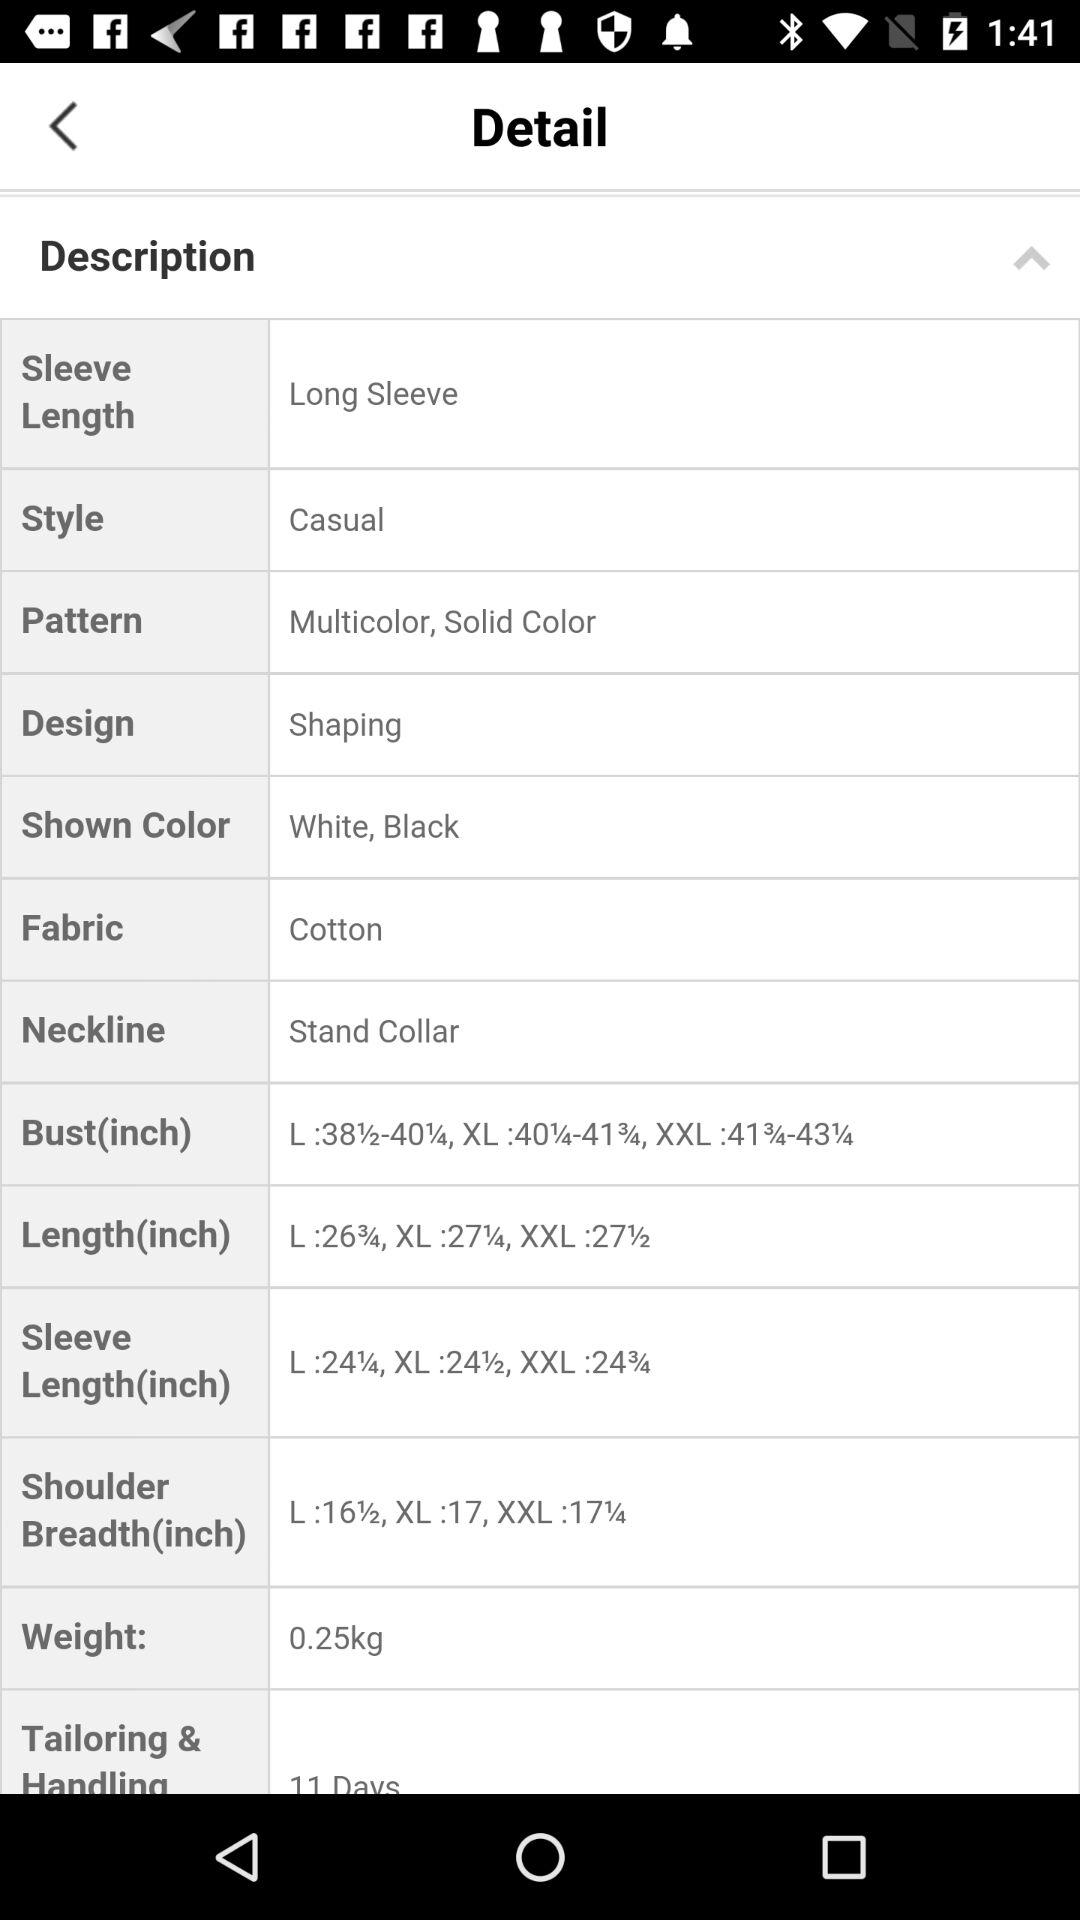 1:41
Detail
Description
Sleeve
Length
Long Sleeve
Style
Casual
Pattern
Multicolor, Solid Color
Design
Shaping
Shown Color
White, Black
Fabric
Cotton
Neckline
Stand Collar
Bust(inch)
L :38½-40¼, XL :40¼-41¾, XXL :41¾-43¼
Length(inch)
L :26¾, XL :27¼, XXL :27½
Sleeve
Length(inch)
L :24¼, XL :24½, XXL :24¾
Shoulder
Breadth(inch)
L :16½, XL :17, XXL :17¼
Weight:
0.25kg
Tailoring &
Handling
11 Days